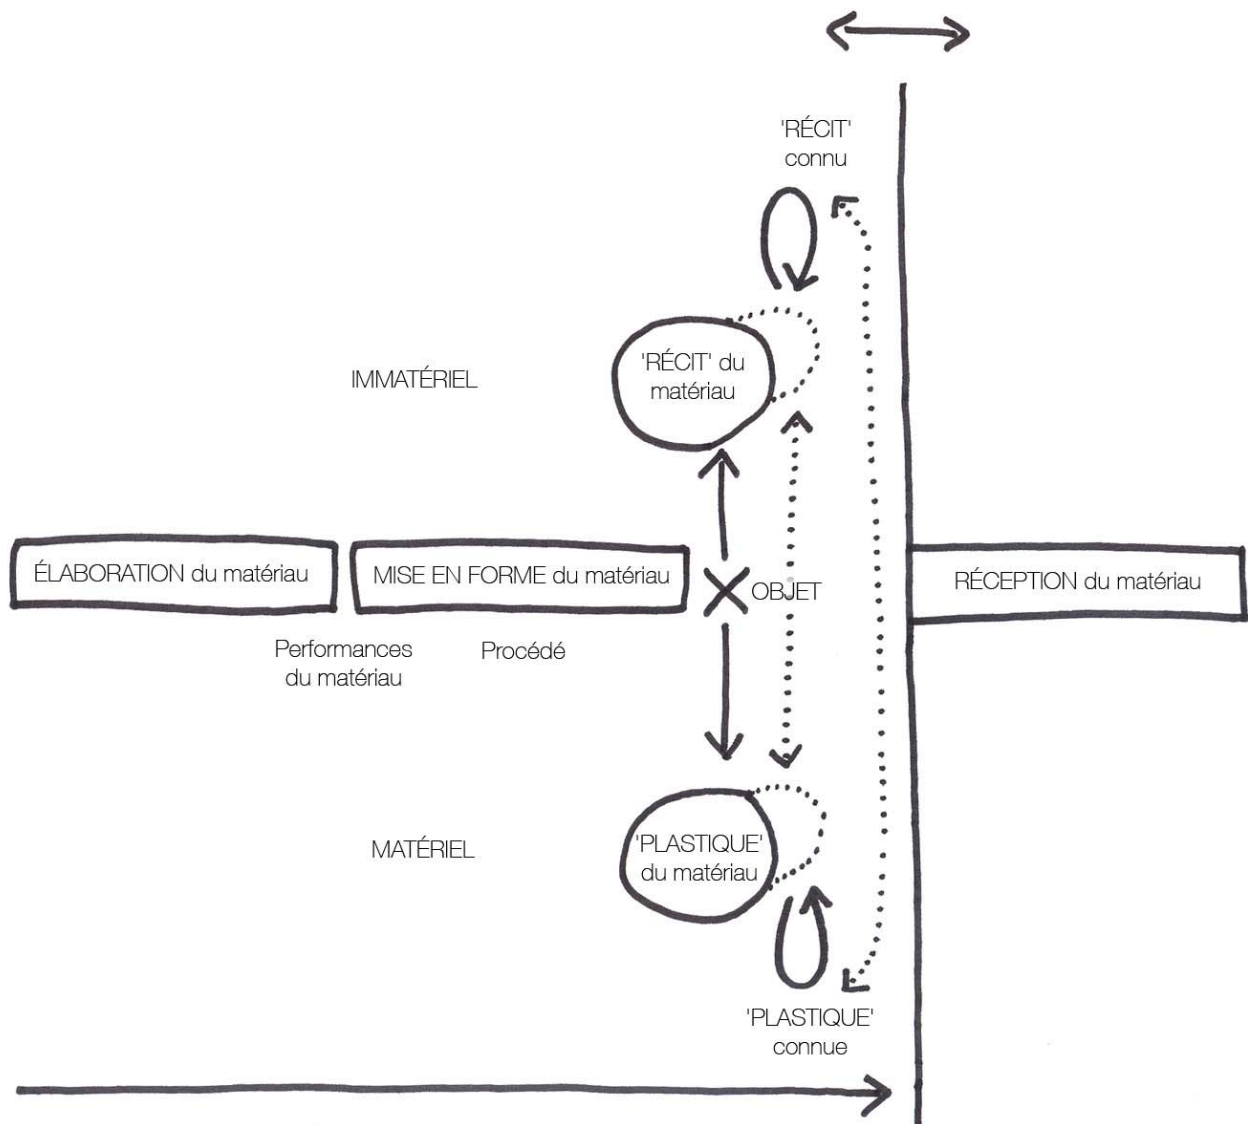 'RÉCIT'
connu
'RÉCIT' du
matériau
IMMATÉRIEL
ÉLABORATION du matériau
MISE EN FORME du matériau
OBJET
RÉCEPTION du matériau
Performances
du matériau
Procédé
MATÉRIEL
'PLASTIQUE'
du matériau
'PLASTIQUE'
connue